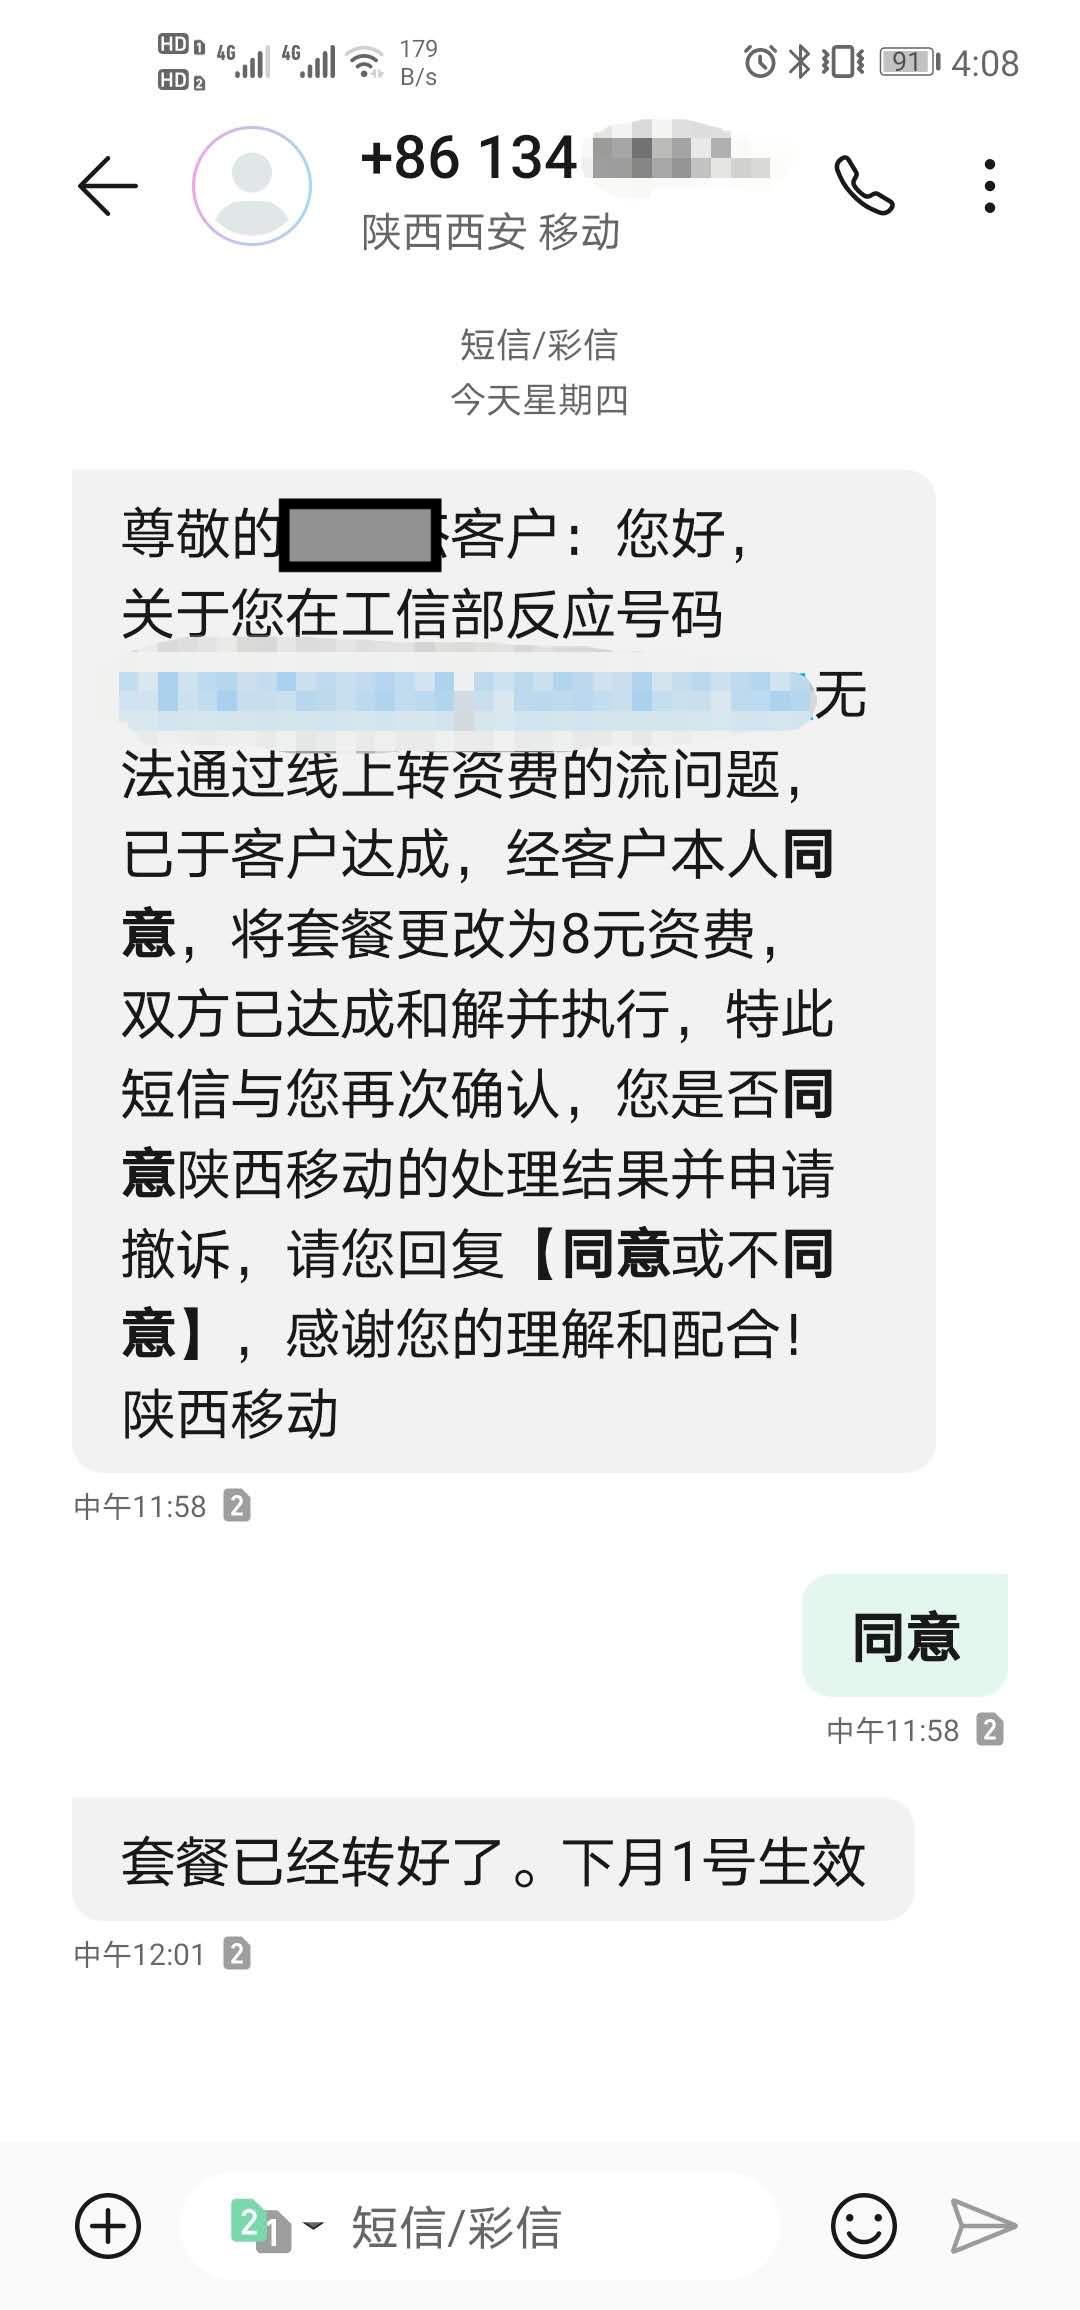 HD 1 4G 4G 179
HD 2 B/s
91 4:08
+86 134
陕西西安 移动
短信/彩信
今天星期四
尊敬的客户：您好，
关于您在工信部反应号码
无
法通过线上转资费的流问题，
已于客户达成，经客户本人同
意，将套餐更改为8元资费，
双方已达成和解并执行，特此
短信与您再次确认，您是否同
意陕西移动的处理结果并申请
撤诉，请您回复【同意或不同
意】，感谢您的理解和配合！
陕西移动
中午11:58 2
同意
中午11:58 2
套餐已经转好了。下月1号生效
中午12:01 2
2 1 短信/彩信